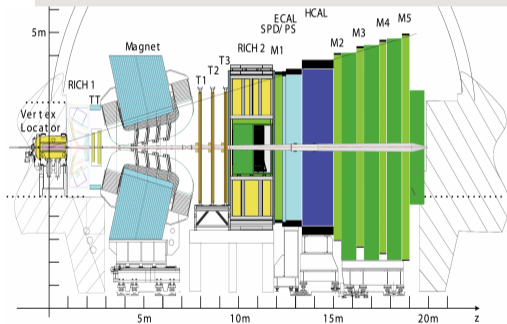 ECAL HCAL
SPD/PS
5m
Magnet
RICH 2 M1
M2 M3 M4 M5
T1 T2 T3
RICH 1
TT
Vertex
Locator
5m 10m 15m 20m z